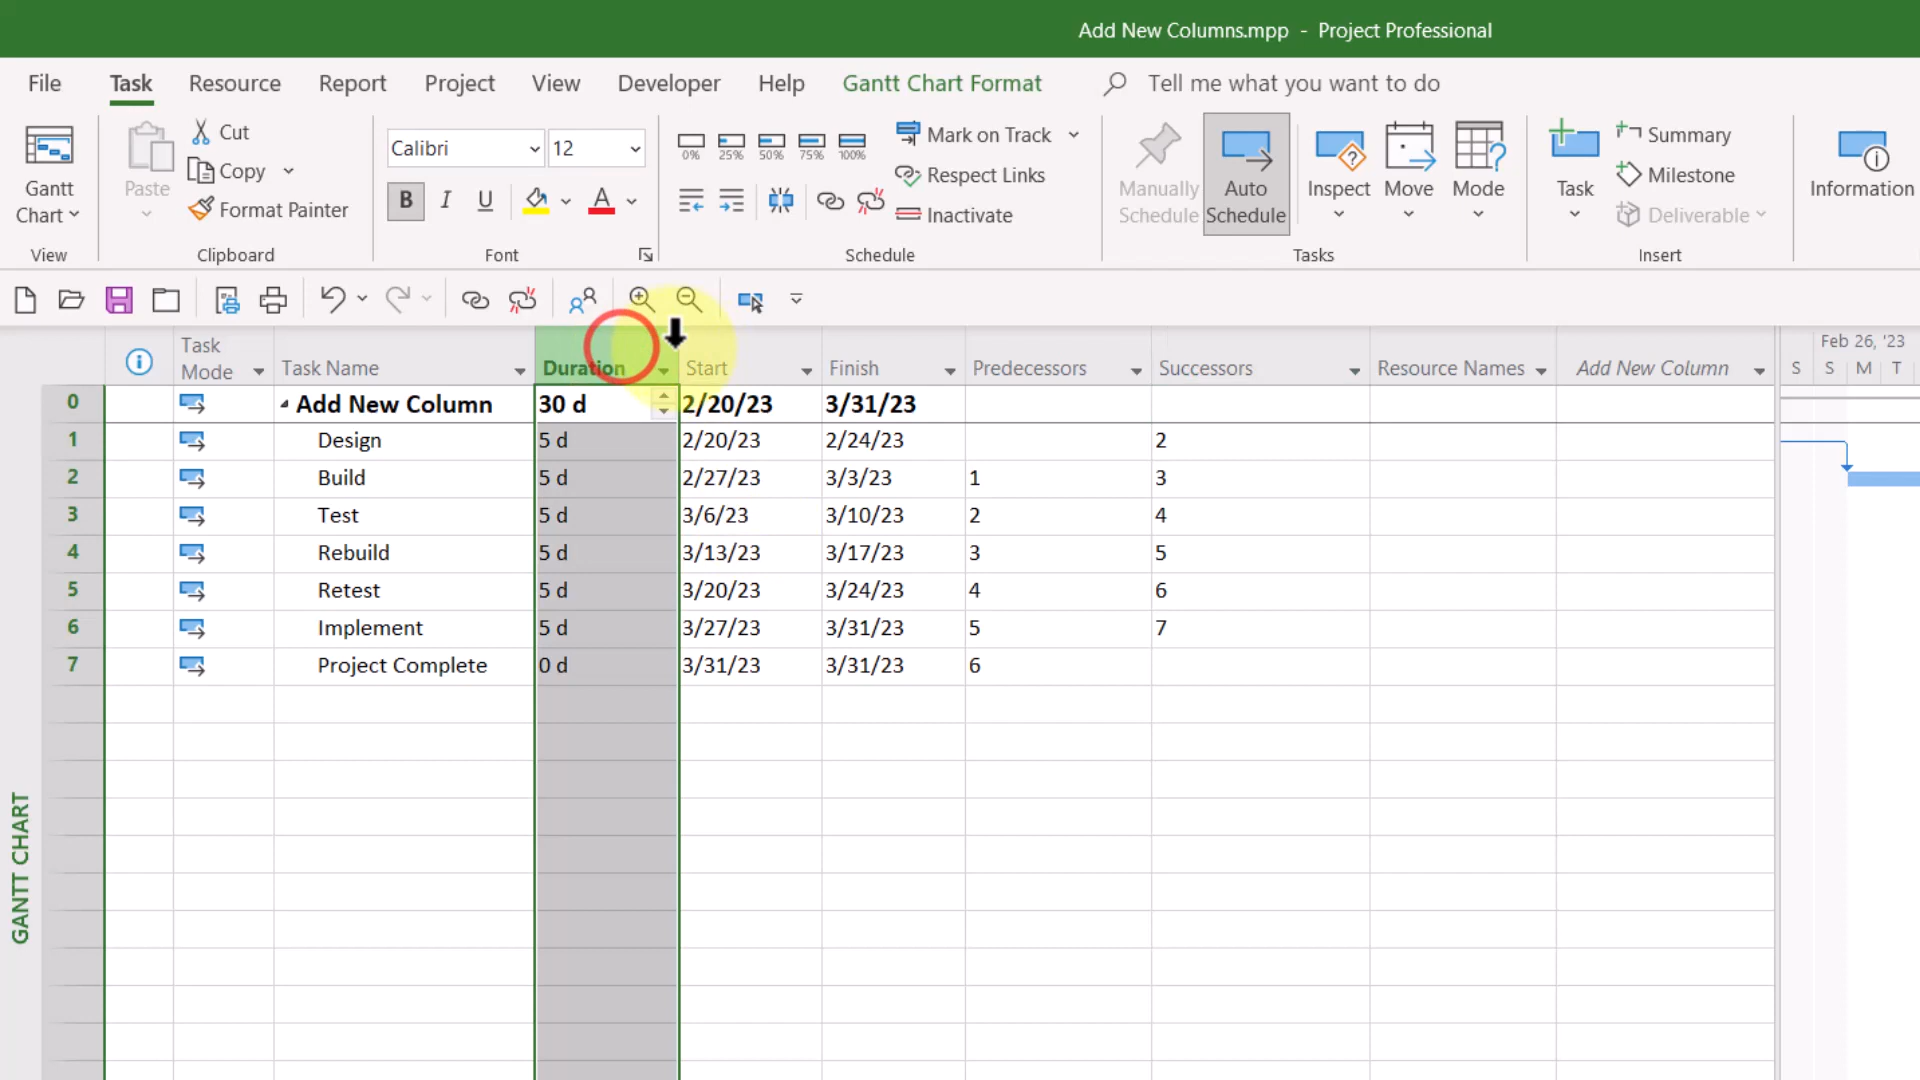 Add New Columns.mpp - Project Professional
File Task Resource Report Project View Developer Help Gantt Chart Format Tell me what you want to do
Gantt Chart
Paste
Cut
Copy
Format Painter
Calibri 12
B I U A
0% 25% 50% 75% 100%
Mark on Track
Respect Links
Inactivate
Manually Schedule
Auto Schedule
Inspect
Move
Mode
Task
Summary
Milestone
Deliverable
Information
View Clipboard Font Schedule Tasks Insert
Feb 26, '23
S S M T
Task Mode Task Name Duration Start Finish Predecessors Successors Resource Names Add New Column
0 Add New Column 30 d 2/20/23 3/31/23
1 Design 5 d 2/20/23 2/24/23 2
2 Build 5 d 2/27/23 3/3/23 1 3
3 Test 5 d 3/6/23 3/10/23 2 4
4 Rebuild 5 d 3/13/23 3/17/23 3 5
5 Retest 5 d 3/20/23 3/24/23 4 6
6 Implement 5 d 3/27/23 3/31/23 5 7
7 Project Complete 0 d 3/31/23 3/31/23 6
GANTT CHART